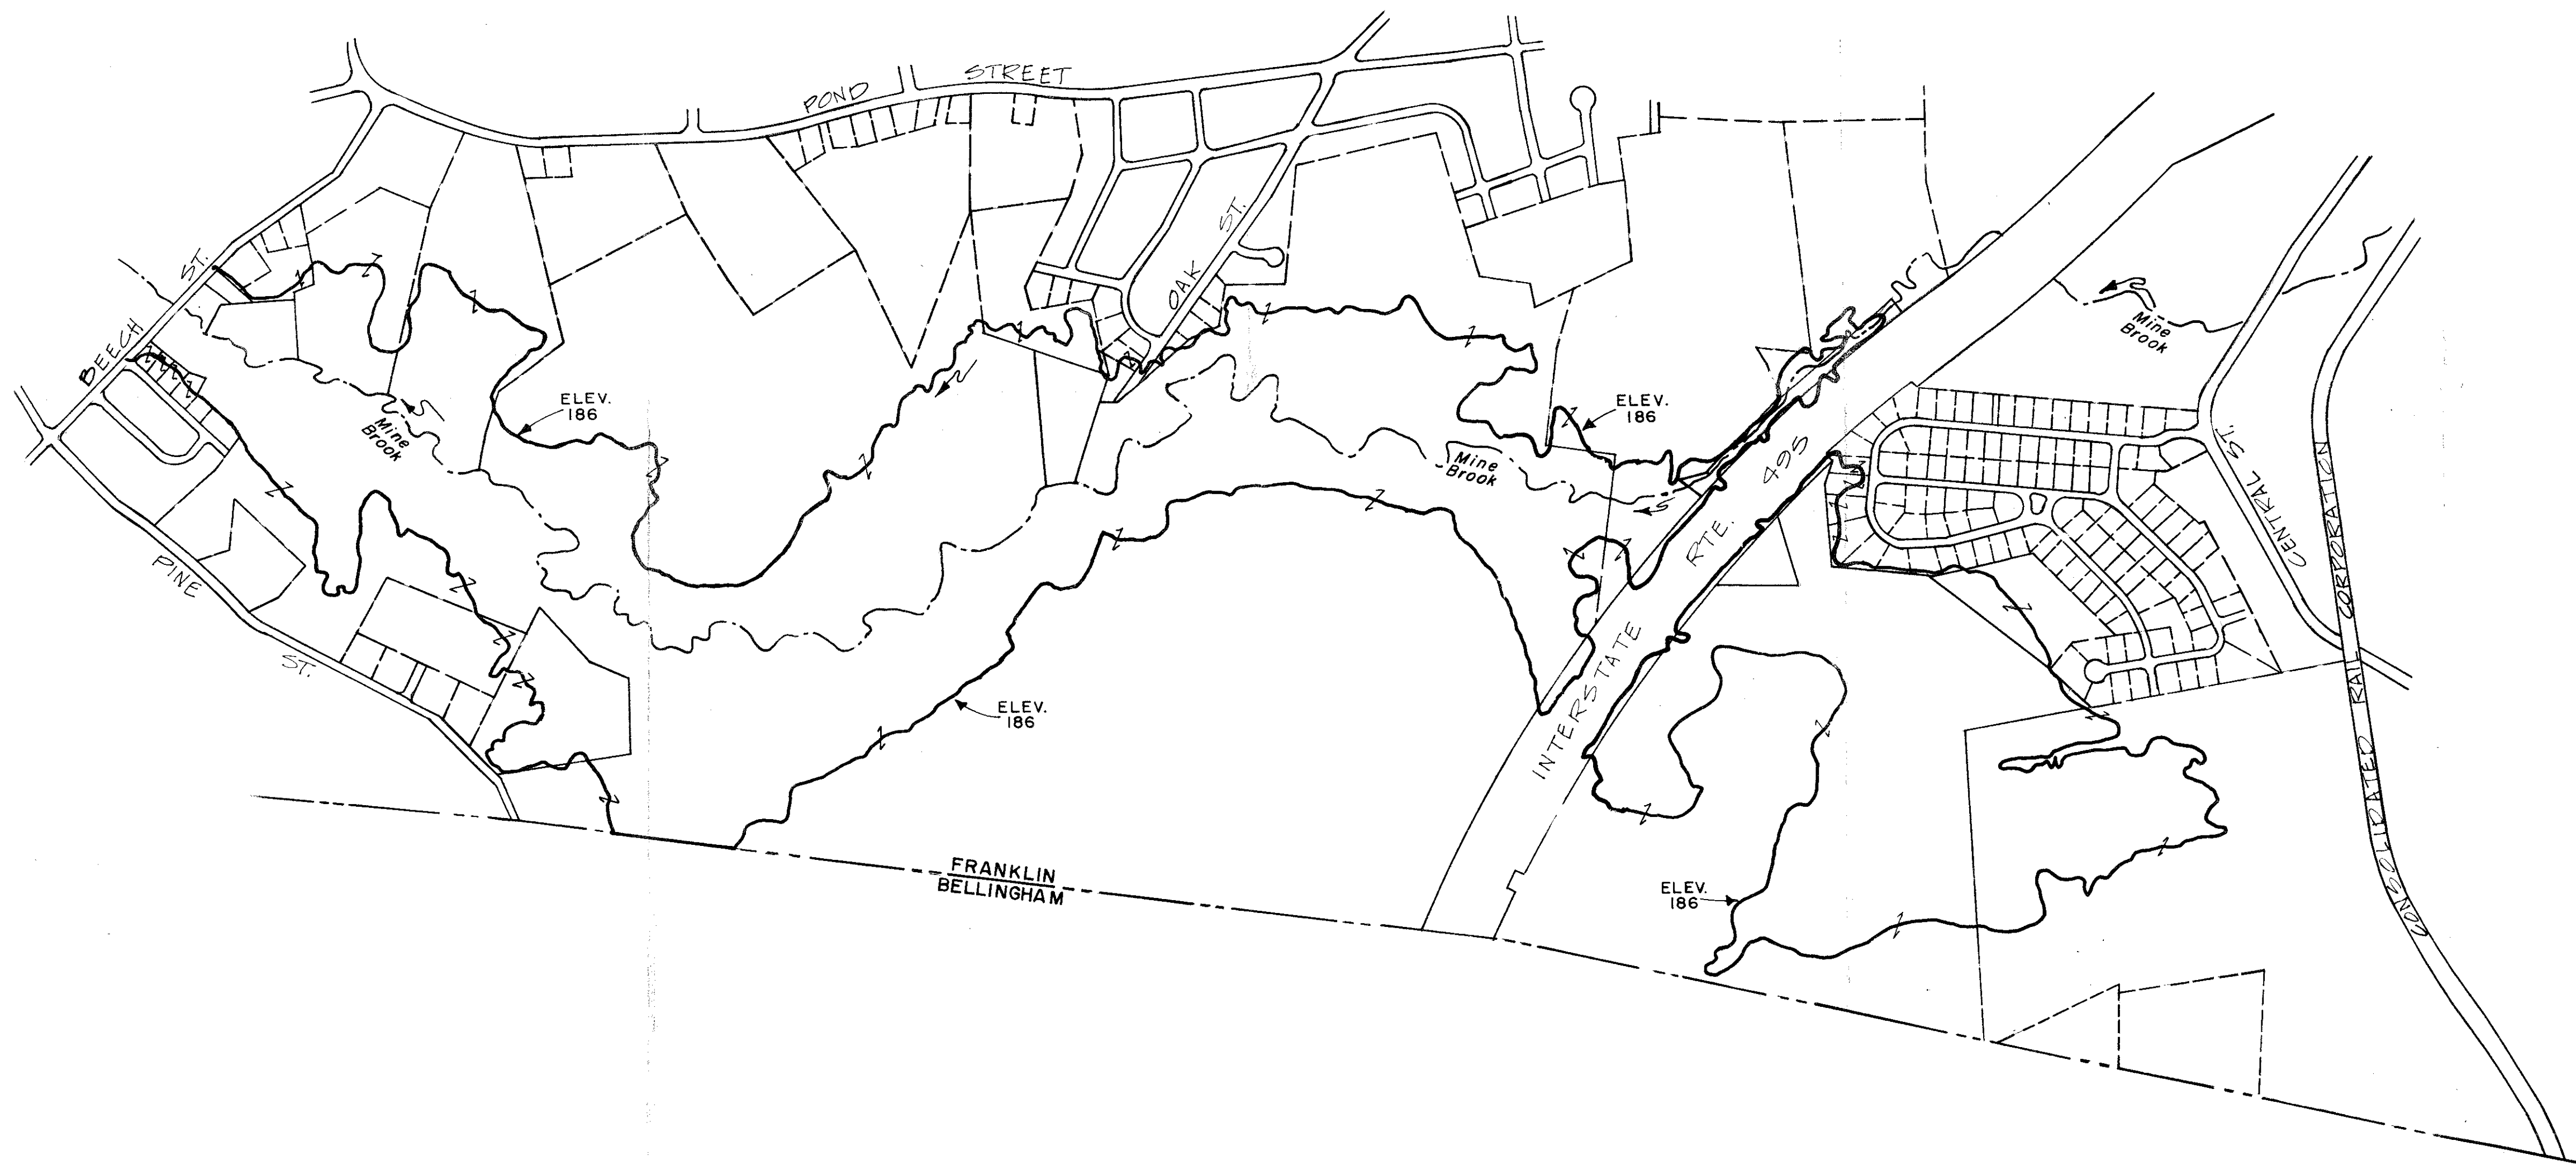 POND STREET
OAK ST.
BEECH ST.
Mine
Brook
ELEV.
186
ELEV.
186
Mine
Brook
Mine
Brook
RTE. 495
INTERSTATE
CENTRAL ST.
CONSOLIDATED RAIL CORPORATION
PINE ST.
ELEV.
186
ELEV.
186
FRANKLIN
BELLINGHAM